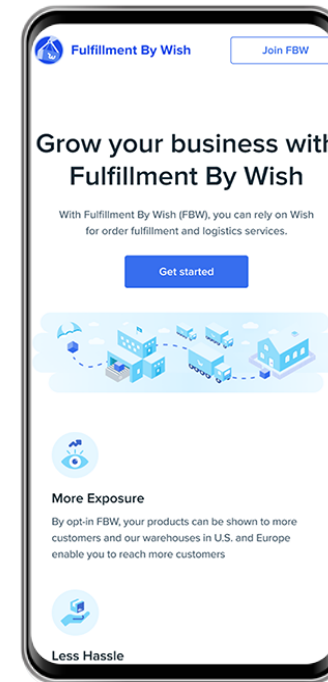 Fulfillment By Wish
Join FBW
Grow your business with
Fulfillment By Wish
With Fulfillment By Wish (FBW), you can rely on Wish
for order fulfillment and logistics services.
Get started
More Exposure
By opt-in FBW, your products can be shown to more
customers and our warehouses in U.S. and Europe
enable you to reach more customers
Less Hassle